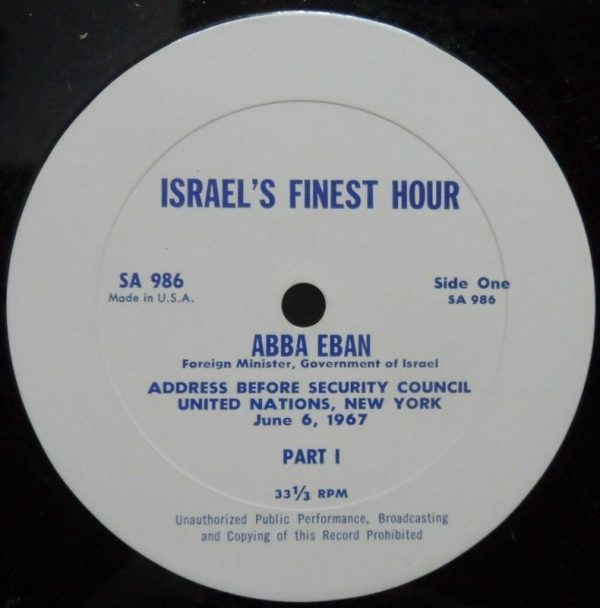 ISRAEL'S FINEST HOUR
SA 986
Made in U.S.A.
Side One
SA 986
ABBA EBAN
Foreign Minister, Government of Israel
ADDRESS BEFORE SECURITY COUNCIL
UNITED NATIONS, NEW YORK
June 6, 1967
PART I
33⅓ RPM
Unauthorized Public Performance, Broadcasting
and Copying of this Record Prohibited